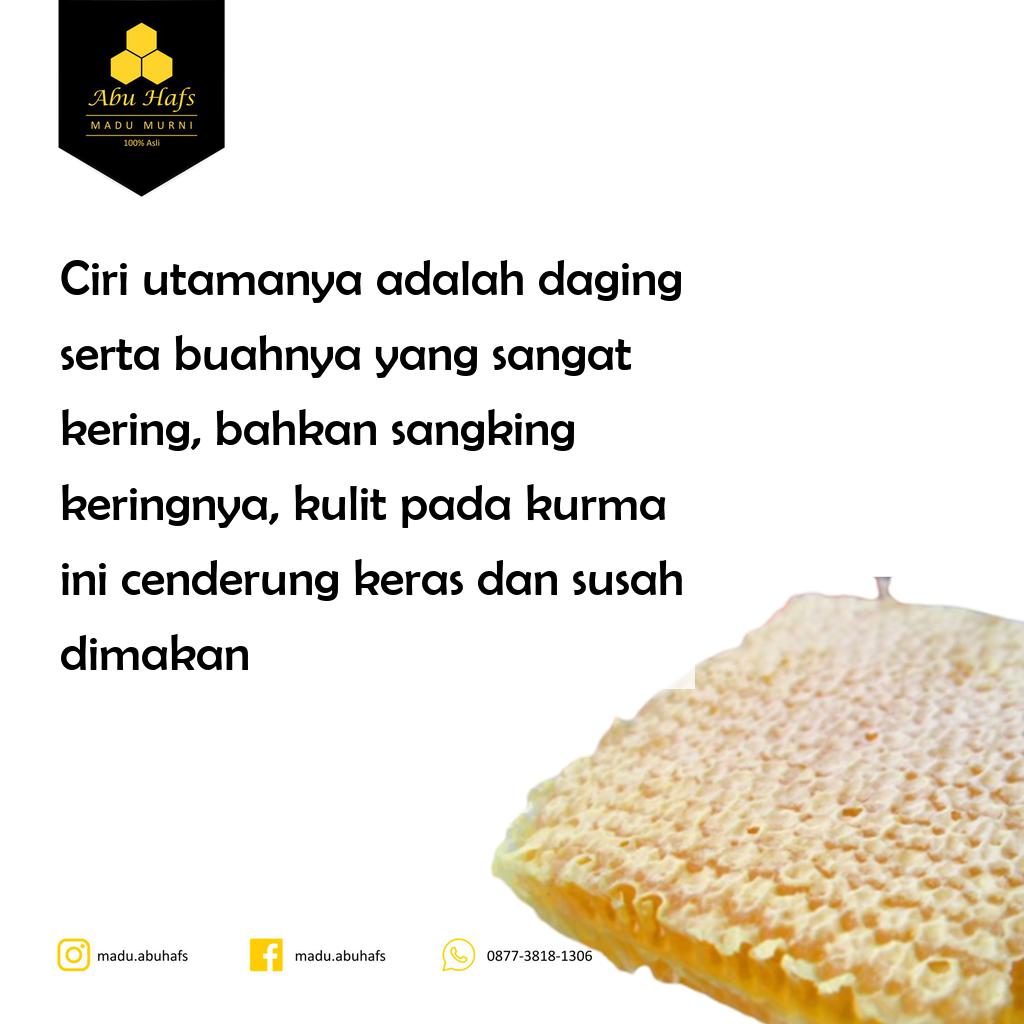 Abu Hafs
MADU MURNI
100% Asli
Ciri utamanya adalah daging
serta buahnya yang sangat
kering, bahkan sangking
keringnya, kulit pada kurma
ini cenderung keras dan susah
dimakan
madu.abuhafs madu.abuhafs 0877-3818-1306